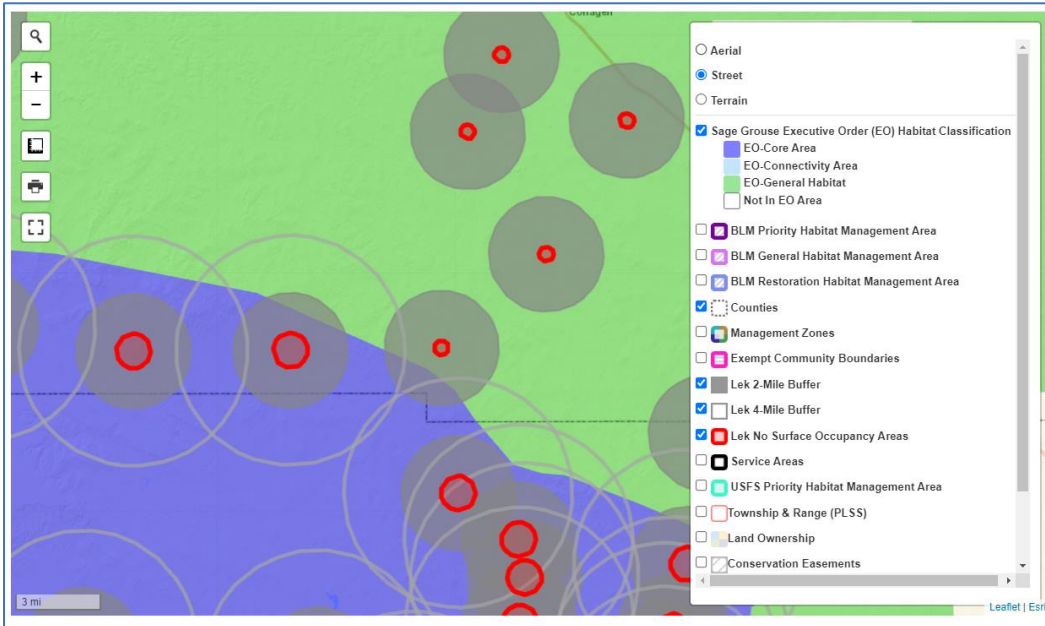 Aerial
Street
Terrain
Sage Grouse Executive Order (EO) Habitat Classification
EO-Core Area
EO-Connectivity Area
EO-General Habitat
Not In EO Area
BLM Priority Habitat Management Area
BLM General Habitat Management Area
BLM Restoration Habitat Management Area
Counties
Management Zones
Exempt Community Boundaries
Lek 2-Mile Buffer
Lek 4-Mile Buffer
Lek No Surface Occupancy Areas
Service Areas
USFS Priority Habitat Management Area
Township & Range (PLSS)
Land Ownership
Conservation Easements
+
−
3 mi
Leaflet | Esri